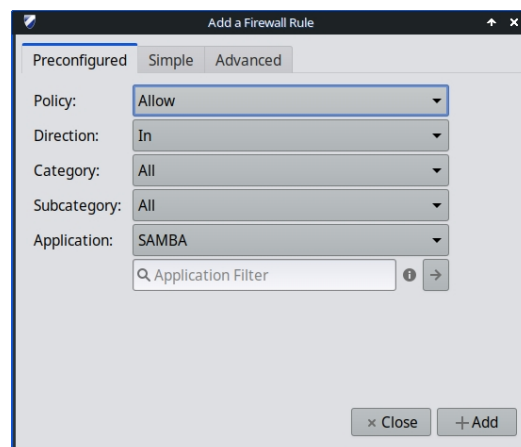 Add a Firewall Rule
Preconfigured Simple Advanced
Policy: Allow
Direction: In
Category: All
Subcategory: All
Application: SAMBA
Application Filter
Close Add